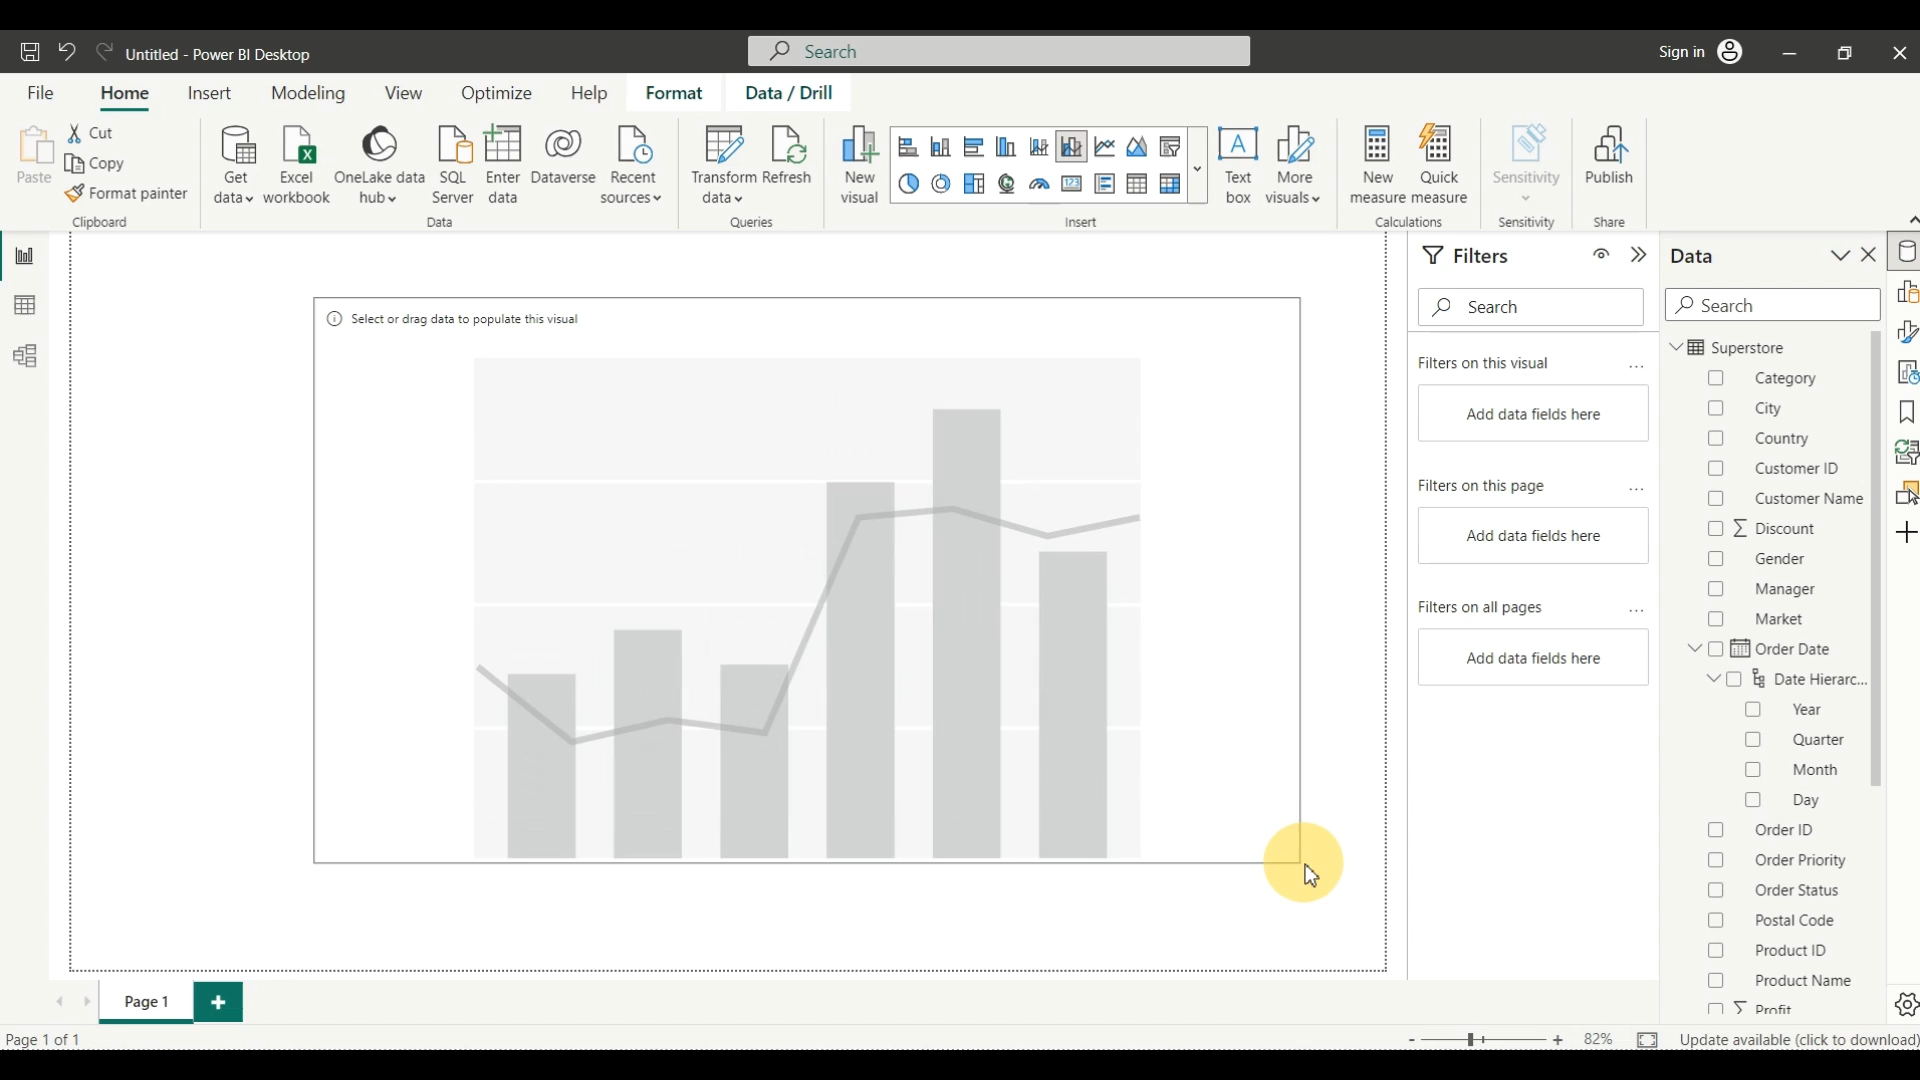 Untitled - Power BI Desktop
Search
Sign in
File Home Insert Modeling View Optimize Help Format Data / Drill
Paste
Cut
Copy
Format painter
Clipboard
Get data
Excel workbook
OneLake data hub
SQL Server
Enter data
Dataverse
Recent sources
Data
Transform data
Refresh
Queries
New visual
123
Insert
A
Text box
More visuals
New measure
Quick measure
Calculations
Sensitivity
Sensitivity
Publish
Share
Select or drag data to populate this visual
Filters
Search
Filters on this visual
Add data fields here
Filters on this page
Add data fields here
Filters on all pages
Add data fields here
Data
Search
Superstore
Category
City
Country
Customer ID
Customer Name
∑ Discount
Gender
Manager
Market
Order Date
Date Hierarc...
Year
Quarter
Month
Day
Order ID
Order Priority
Order Status
Postal Code
Product ID
Product Name
∑ Profit
Page 1
Page 1 of 1
- + 82%
Update available (click to download)